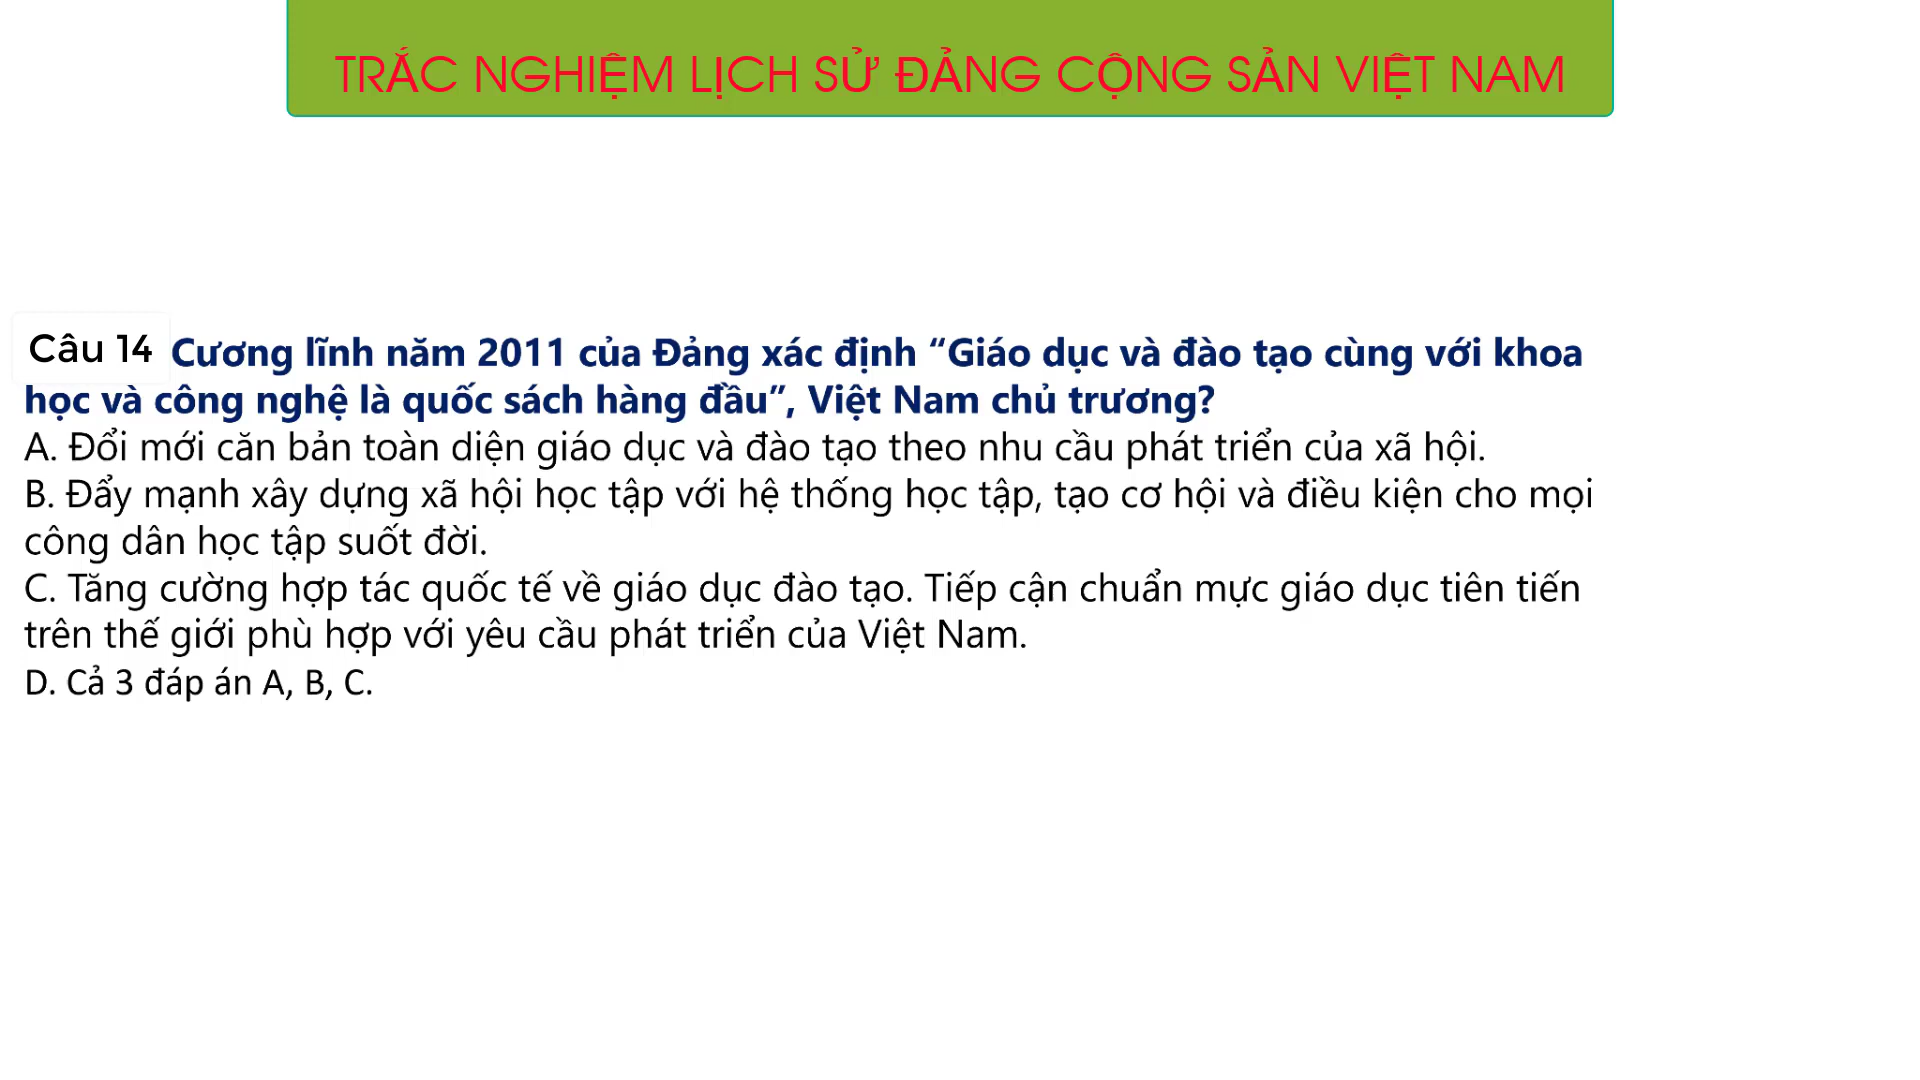 TRẮC NGHIỆM LỊCH SỬ ĐẢNG CỘNG SẢN VIỆT NAM
Câu 14 Cương lĩnh năm 2011 của Đảng xác định “Giáo dục và đào tạo cùng với khoa
học và công nghệ là quốc sách hàng đầu”, Việt Nam chủ trương?
A. Đổi mới căn bản toàn diện giáo dục và đào tạo theo nhu cầu phát triển của xã hội.
B. Đẩy mạnh xây dựng xã hội học tập với hệ thống học tập, tạo cơ hội và điều kiện cho mọi
công dân học tập suốt đời.
C. Tăng cường hợp tác quốc tế về giáo dục đào tạo. Tiếp cận chuẩn mực giáo dục tiên tiến
trên thế giới phù hợp với yêu cầu phát triển của Việt Nam.
D. Cả 3 đáp án A, B, C.